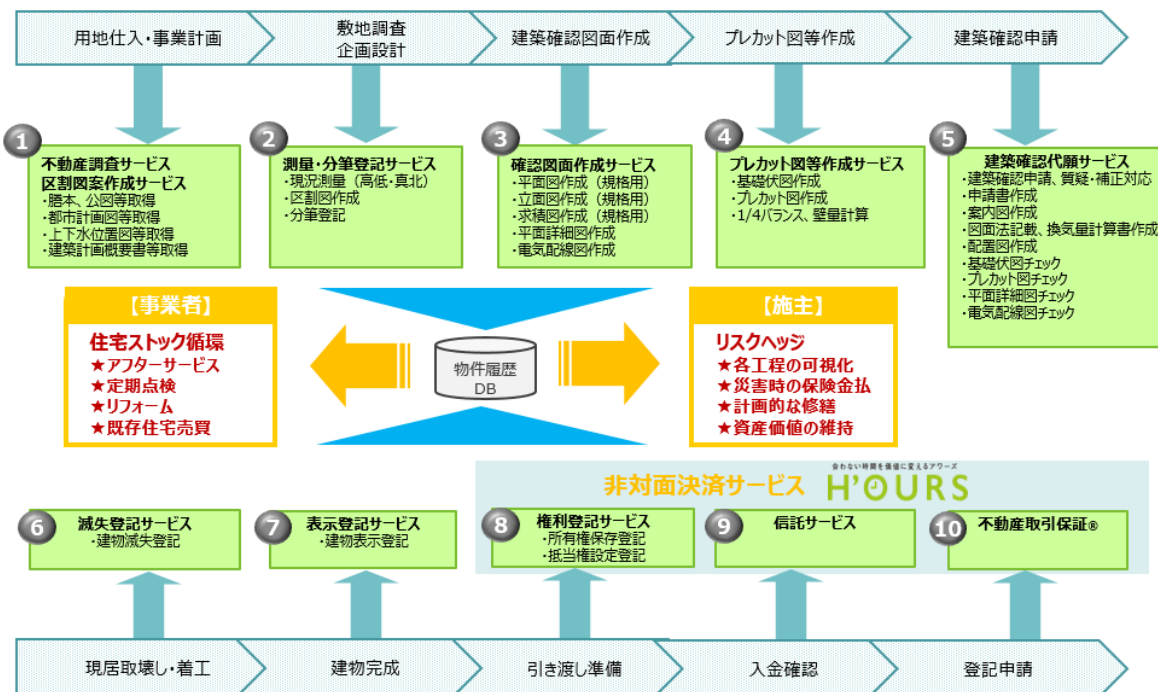 用地仕入・事業計画
敷地調査
企画設計
建築確認図面作成
プレカット図等作成
建築確認申請
1
不動産調査サービス
区割図案作成サービス
・謄本、公図等取得
・都市計画図等取得
・上下水位置図等取得
・建築計画概要書等取得
2
測量・分筆登記サービス
・現況測量（高低・真北）
・区割図作成
・分筆登記
3
確認図面作成サービス
・平面図作成（規格用）
・立面図作成（規格用）
・求積図作成（規格用）
・平面詳細図作成
・電気配線図作成
4
プレカット図等作成サービス
・基礎伏図作成
・プレカット図作成
・1/4バランス、壁量計算
5
建築確認代願サービス
・建築確認申請、質疑・補正対応
・申請書作成
・案内図作成
・図面法記載、換気量計算書作成
・配置図作成
・基礎伏図チェック
・プレカット図チェック
・平面詳細図チェック
・電気配線図チェック
【事業者】
住宅ストック循環
★アフターサービス
★定期点検
★リフォーム
★既存住宅売買
物件履歴
DB
【施主】
リスクヘッジ
★各工程の可視化
★災害時の保険金払
★計画的な修繕
★資産価値の維持
非対面決済サービス
会わない時間を価値に変えるアワーズ
H'OURS
6
滅失登記サービス
・建物滅失登記
7
表示登記サービス
・建物表示登記
8
権利登記サービス
・所有権保存登記
・抵当権設定登記
9
信託サービス
10
不動産取引保証®
現居取壊し・着工
建物完成
引き渡し準備
入金確認
登記申請